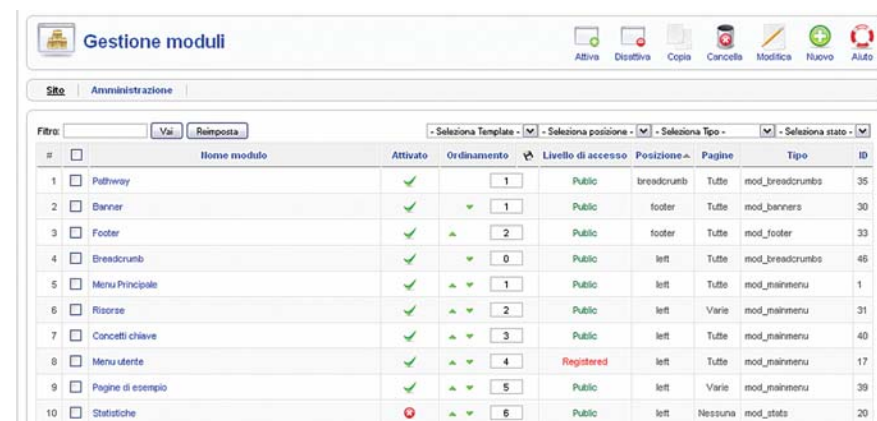 Gestione moduli
Attiva Disattiva Copia Cancella Modifica Nuovo Aiuto
Sito Amministrazione
Filtro: Vai Reimposta - Seleziona Template - - Seleziona posizione - - Seleziona Tipo - - Seleziona stato -
# Nome modulo Attivato Ordinamento Livello di accesso Posizione Pagine Tipo ID
1 Pathway 1 Public breadcrumb Tutte mod_breadcrumbs 35
2 Banner 1 Public footer Tutte mod_banners 30
3 Footer 2 Public footer Tutte mod_footer 33
4 Breadcrumb 0 Public left Tutte mod_breadcrumbs 46
5 Menu Principale 1 Public left Tutte mod_mainmenu 1
6 Risorse 2 Public left Varie mod_mainmenu 31
7 Concetti chiave 3 Public left Tutte mod_mainmenu 40
8 Menu utente 4 Registered left Tutte mod_mainmenu 17
9 Pagine di esempio 5 Public left Varie mod_mainmenu 39
10 Statistiche 6 Public left Nessuna mod_stats 20